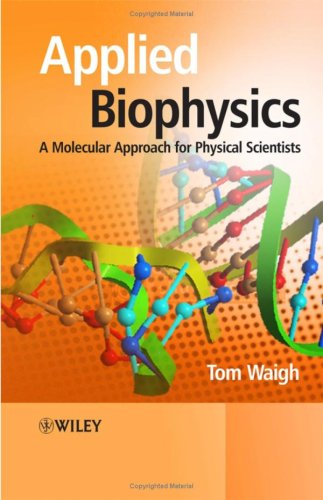 Copyrighted Material
Applied
Biophysics
A Molecular Approach for Physical Scientists
Tom Waigh
WILEY
Copyrighted Material